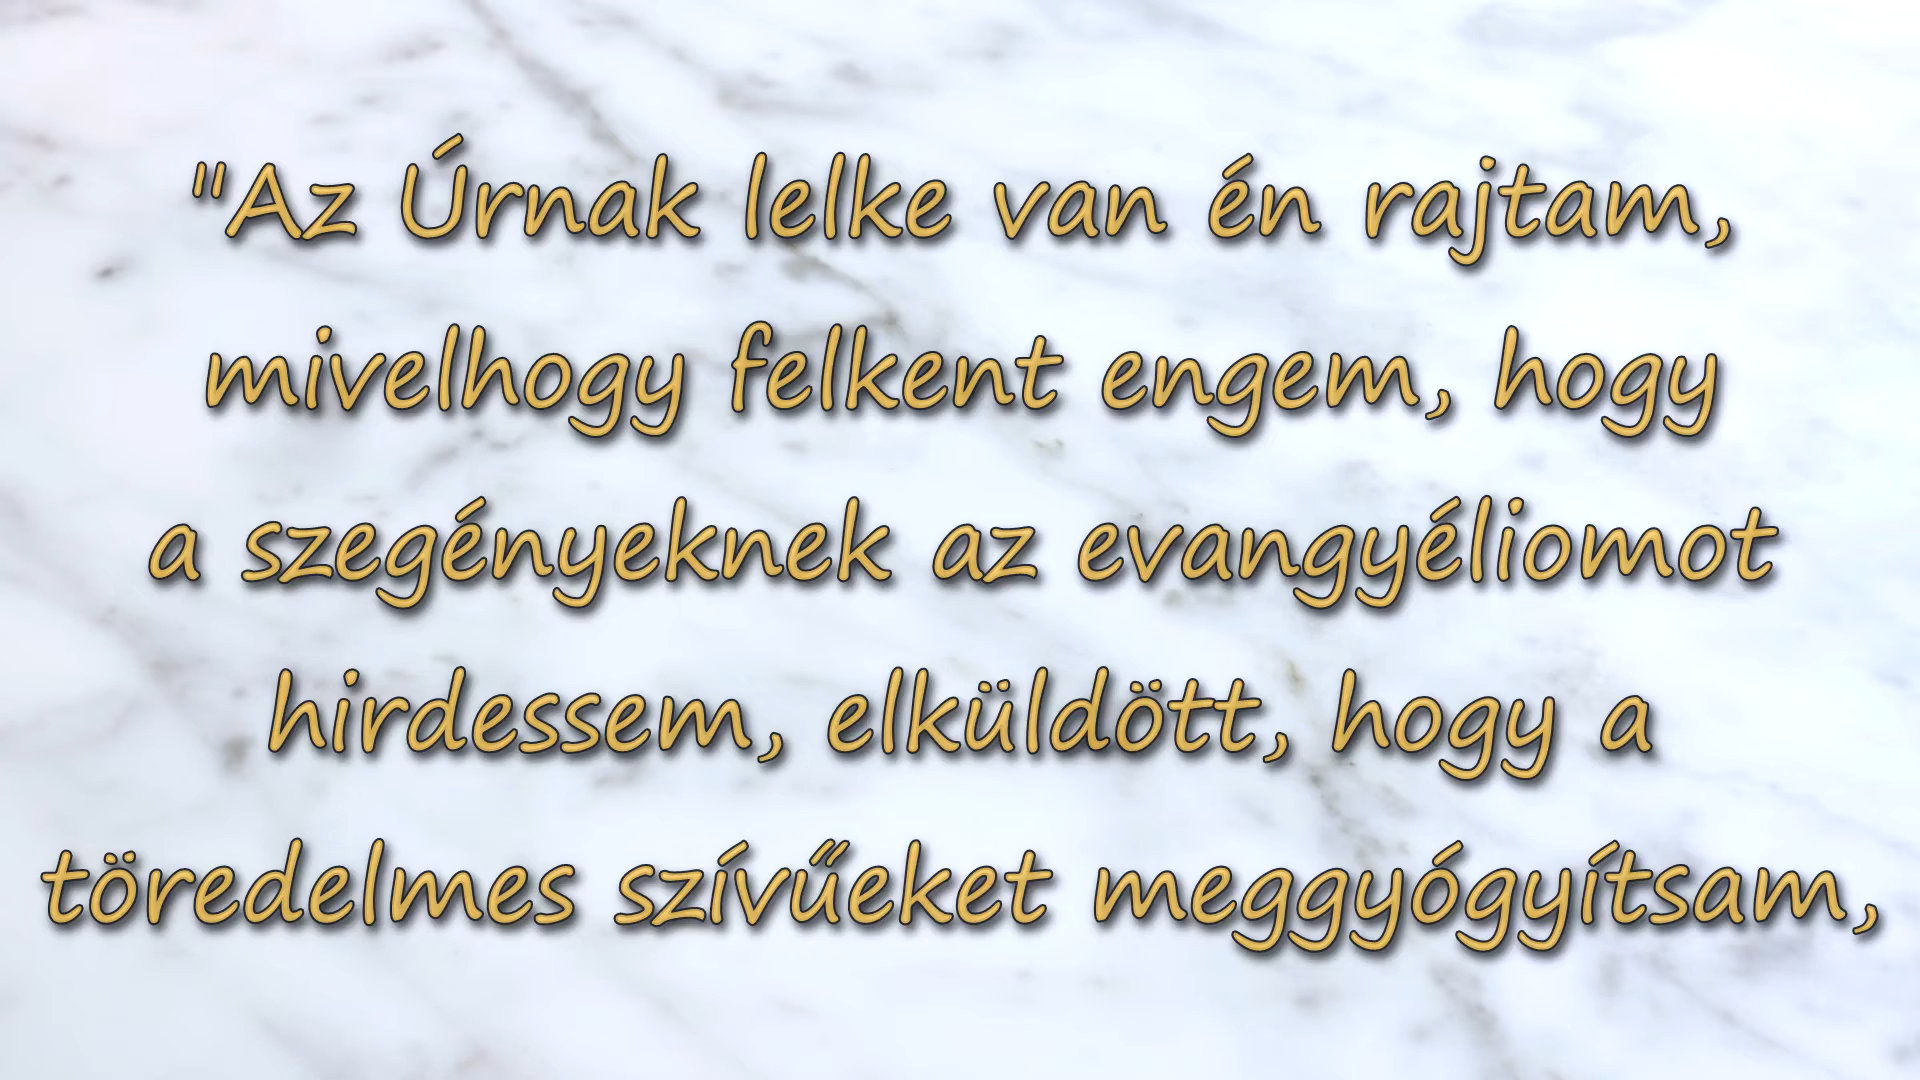 "Az Úrnak lelke van én rajtam,
mivelhogy felkent engem, hogy
a szegényeknek az evangyéliomot
hirdessem, elküldött, hogy a
töredelmes szívűeket meggyógyítsam,